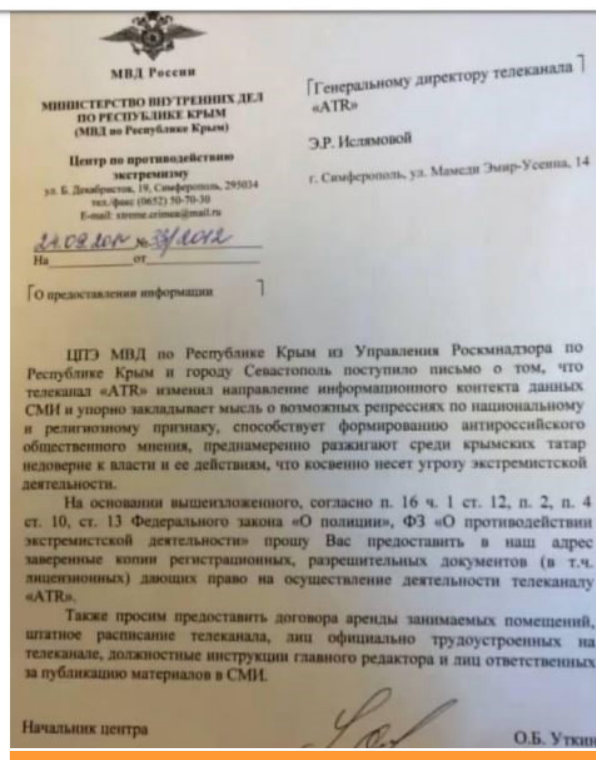 МВД России
МИНИСТЕРСТВО ВНУТРЕННИХ ДЕЛ
ПО РЕСПУБЛИКЕ КРЫМ
(МВД по Республике Крым)
Центр по противодействию
экстремизму
ул. Б. Декабристов, 19, Симферополь, 295034
тел./факс (0652) 50-70-30
E-mail: xtreme.crimea@mail.ru
24.09.2014 № 33/2012
На от
О предоставлении информации
Генеральному директору телеканала
«ATR»
Э.Р. Ислямовой
г. Симферополь, ул. Мамеди Эмир-Усеина, 14
ЦПЭ МВД по Республике Крым из Управления Роскмнадзора по
Республике Крым и городу Севастополь поступило письмо о том, что
телеканал «ATR» изменил направление информационного контекта данных
СМИ и упорно закладывает мысль о возможных репрессиях по национальному
и религиозному признаку, способствует формированию антироссийского
общественного мнения, преднамеренно разжигают среди крымских татар
недоверие к власти и ее действиям, что косвенно несет угрозу экстремистской
деятельности.
На основании вышеизложенного, согласно п. 16 ч. 1 ст. 12, п. 2, п. 4
ст. 10, ст. 13 Федерального закона «О полиции», ФЗ «О противодействии
экстремистской деятельности» прошу Вас предоставить в наш адрес
заверенные копии регистрационных, разрешительных документов (в т.ч.
лицензионных) дающих право на осуществление деятельности телеканалу
«ATR».
Также просим предоставить договора аренды занимаемых помещений,
штатное расписание телеканала, лиц официально трудоустроенных на
телеканале, должностные инструкции главного редактора и лиц ответственных
за публикацию материалов в СМИ.
Начальник центра
О.Б. Уткин